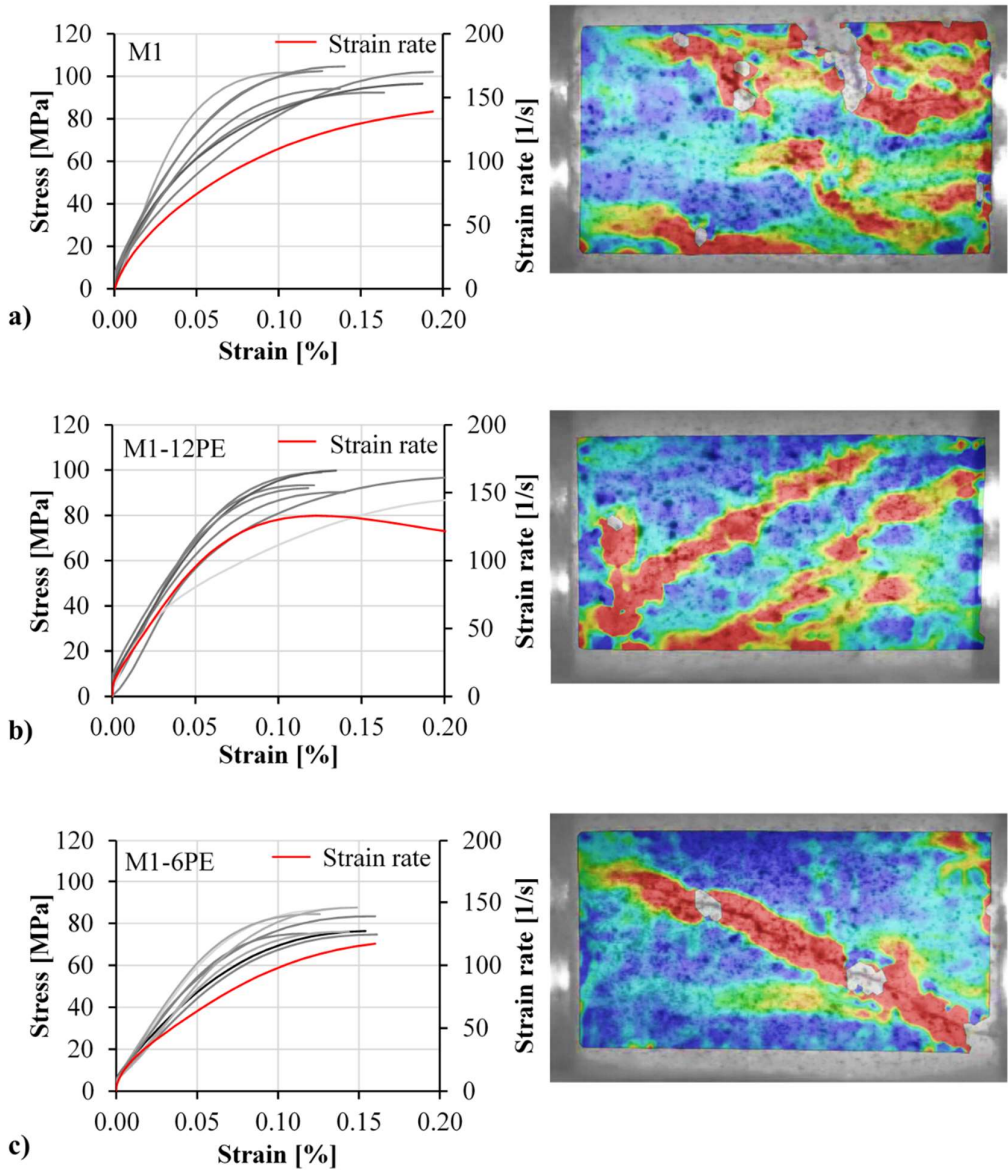 M1
Strain rate
120
100
80
60
40
20
0
Stress [MPa]
200
150
100
50
0
Strain rate [1/s]
0.00 0.05 0.10 0.15 0.20
Strain [%]
a)
M1-12PE
Strain rate
120
100
80
60
40
20
0
Stress [MPa]
200
150
100
50
0
Strain rate [1/s]
0.00 0.05 0.10 0.15 0.20
Strain [%]
b)
M1-6PE
Strain rate
120
100
80
60
40
20
0
Stress [MPa]
200
150
100
50
0
Strain rate [1/s]
0.00 0.05 0.10 0.15 0.20
Strain [%]
c)